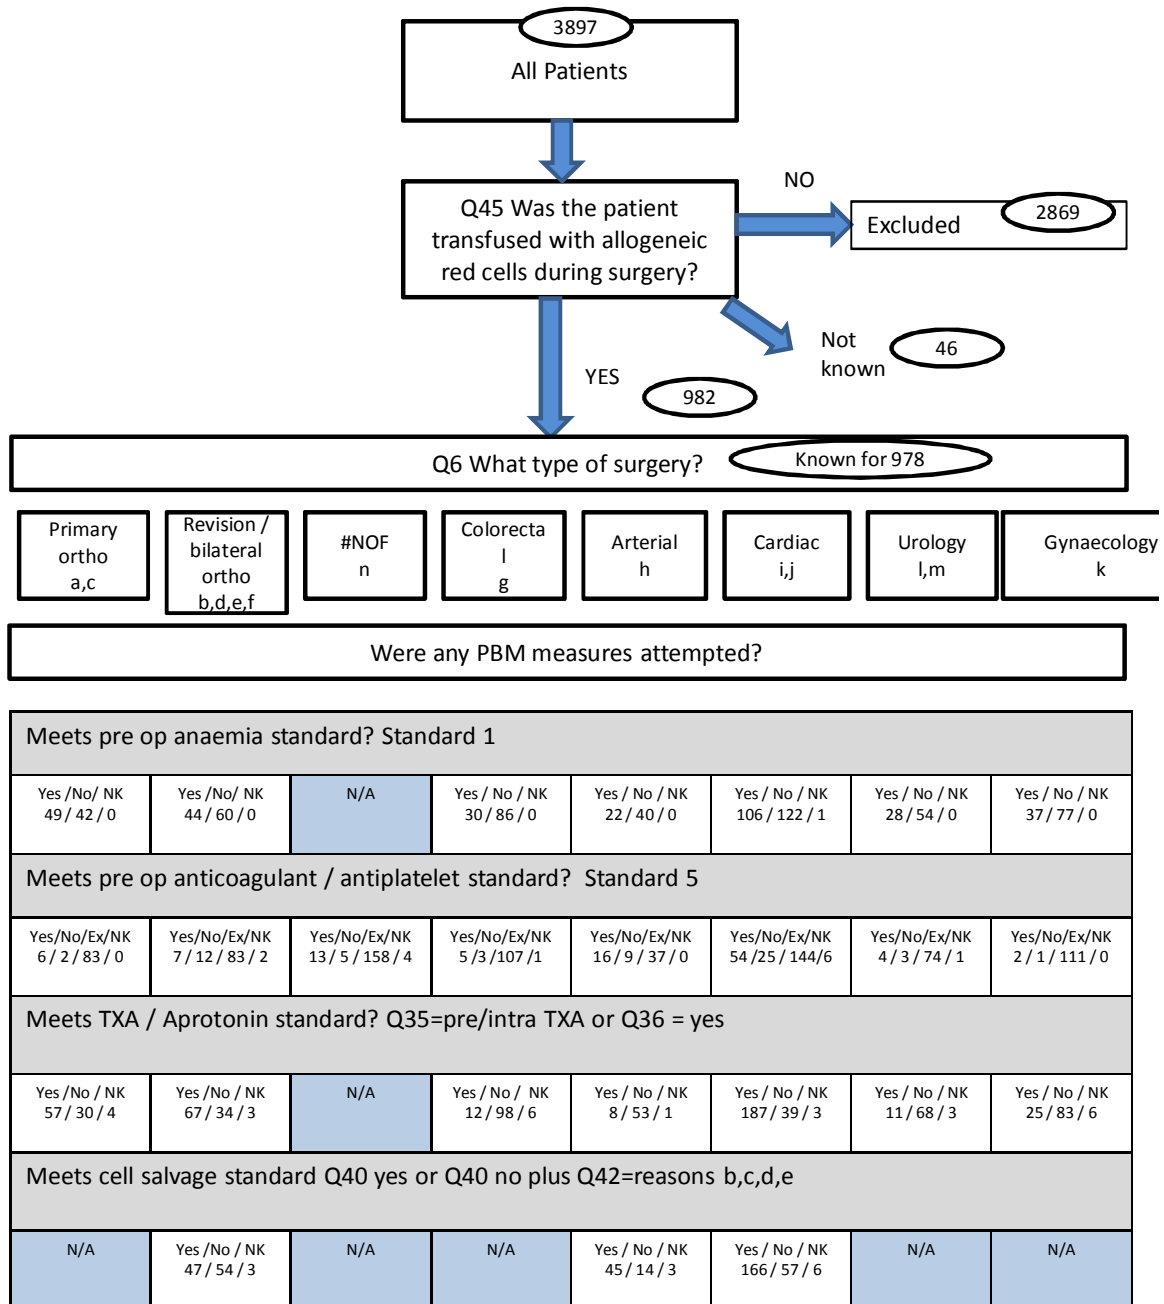 3897
All Patients
Q45 Was the patient
transfused with allogeneic
red cells during surgery?
NO
Excluded
2869
Not
known
46
YES
982
Q6 What type of surgery?
Known for 978
Primary
ortho
a,c
Revision /
bilateral
ortho
b,d,e,f
#NOF
n
Colorecta
l
g
Arterial
h
Cardiac
i,j
Urology
l,m
Gynaecology
k
Were any PBM measures attempted?
Meets pre op anaemia standard? Standard 1
Yes /No/ NK
49 / 42 / 0
Yes /No/ NK
44 / 60 / 0
N/A
Yes / No / NK
30 / 86 / 0
Yes / No / NK
22 / 40 / 0
Yes / No / NK
106 / 122 / 1
Yes / No / NK
28 / 54 / 0
Yes / No / NK
37 / 77 / 0
Meets pre op anticoagulant / antiplatelet standard? Standard 5
Yes/No/Ex/NK
6 / 2 / 83 / 0
Yes/No/Ex/NK
7 / 12 / 83 / 2
Yes/No/Ex/NK
13 / 5 / 158 / 4
Yes/No/Ex/NK
5 /3 /107 /1
Yes/No/Ex/NK
16 / 9 / 37 / 0
Yes/No/Ex/NK
54 /25 / 144/6
Yes/No/Ex/NK
4 / 3 / 74 / 1
Yes/No/Ex/NK
2 / 1 / 111 / 0
Meets TXA / Aprotonin standard? Q35=pre/intra TXA or Q36 = yes
Yes /No / NK
57 / 30 / 4
Yes /No / NK
67 / 34 / 3
N/A
Yes / No / NK
12 / 98 / 6
Yes / No / NK
8 / 53 / 1
Yes / No / NK
187 / 39 / 3
Yes / No / NK
11 / 68 / 3
Yes / No / NK
25 / 83 / 6
Meets cell salvage standard Q40 yes or Q40 no plus Q42=reasons b,c,d,e
N/A
Yes /No / NK
47 / 54 / 3
N/A
N/A
Yes / No / NK
45 / 14 / 3
Yes / No / NK
166 / 57 / 6
N/A
N/A